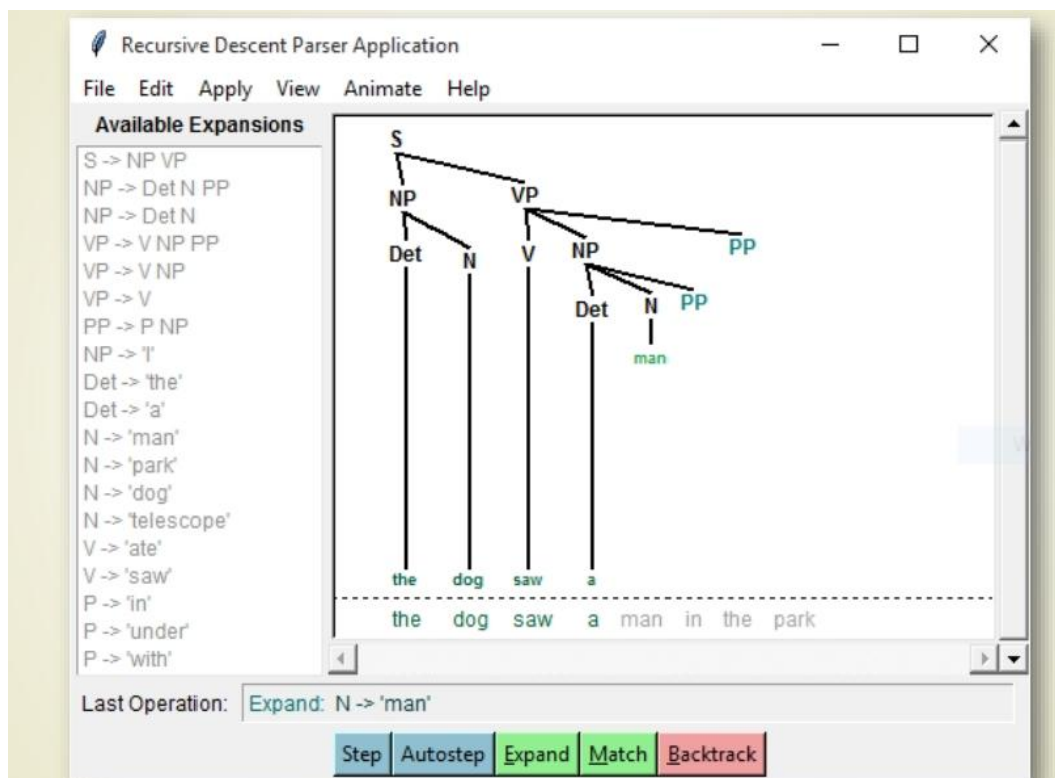 Recursive Descent Parser Application
File Edit Apply View Animate Help
Available Expansions
S -> NP VP
NP -> Det N PP
NP -> Det N
VP -> V NP PP
VP -> V NP
VP -> V
PP -> P NP
NP -> 'I'
Det -> 'the'
Det -> 'a'
N -> 'man'
N -> 'park'
N -> 'dog'
N -> 'telescope'
V -> 'ate'
V -> 'saw'
P -> 'in'
P -> 'under'
P -> 'with'
S
NP VP
Det N V NP PP
Det N PP
man
the dog saw a
the dog saw a man in the park
Last Operation: Expand: N -> 'man'
Step Autostep Expand Match Backtrack